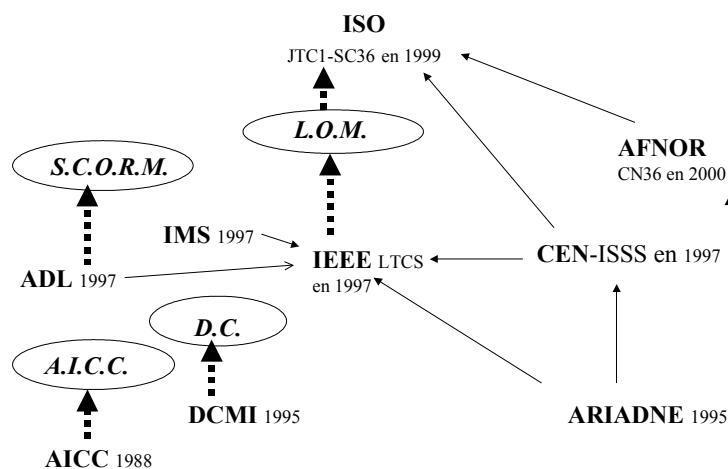 ISO
JTC1-SC36 en 1999
L.O.M.
AFNOR
CN36 en 2000
S.C.O.R.M.
IMS 1997
IEEE LTCS
en 1997
CEN-ISSS en 1997
ADL 1997
D.C.
A.I.C.C.
DCMI 1995
ARIADNE 1995
AICC 1988